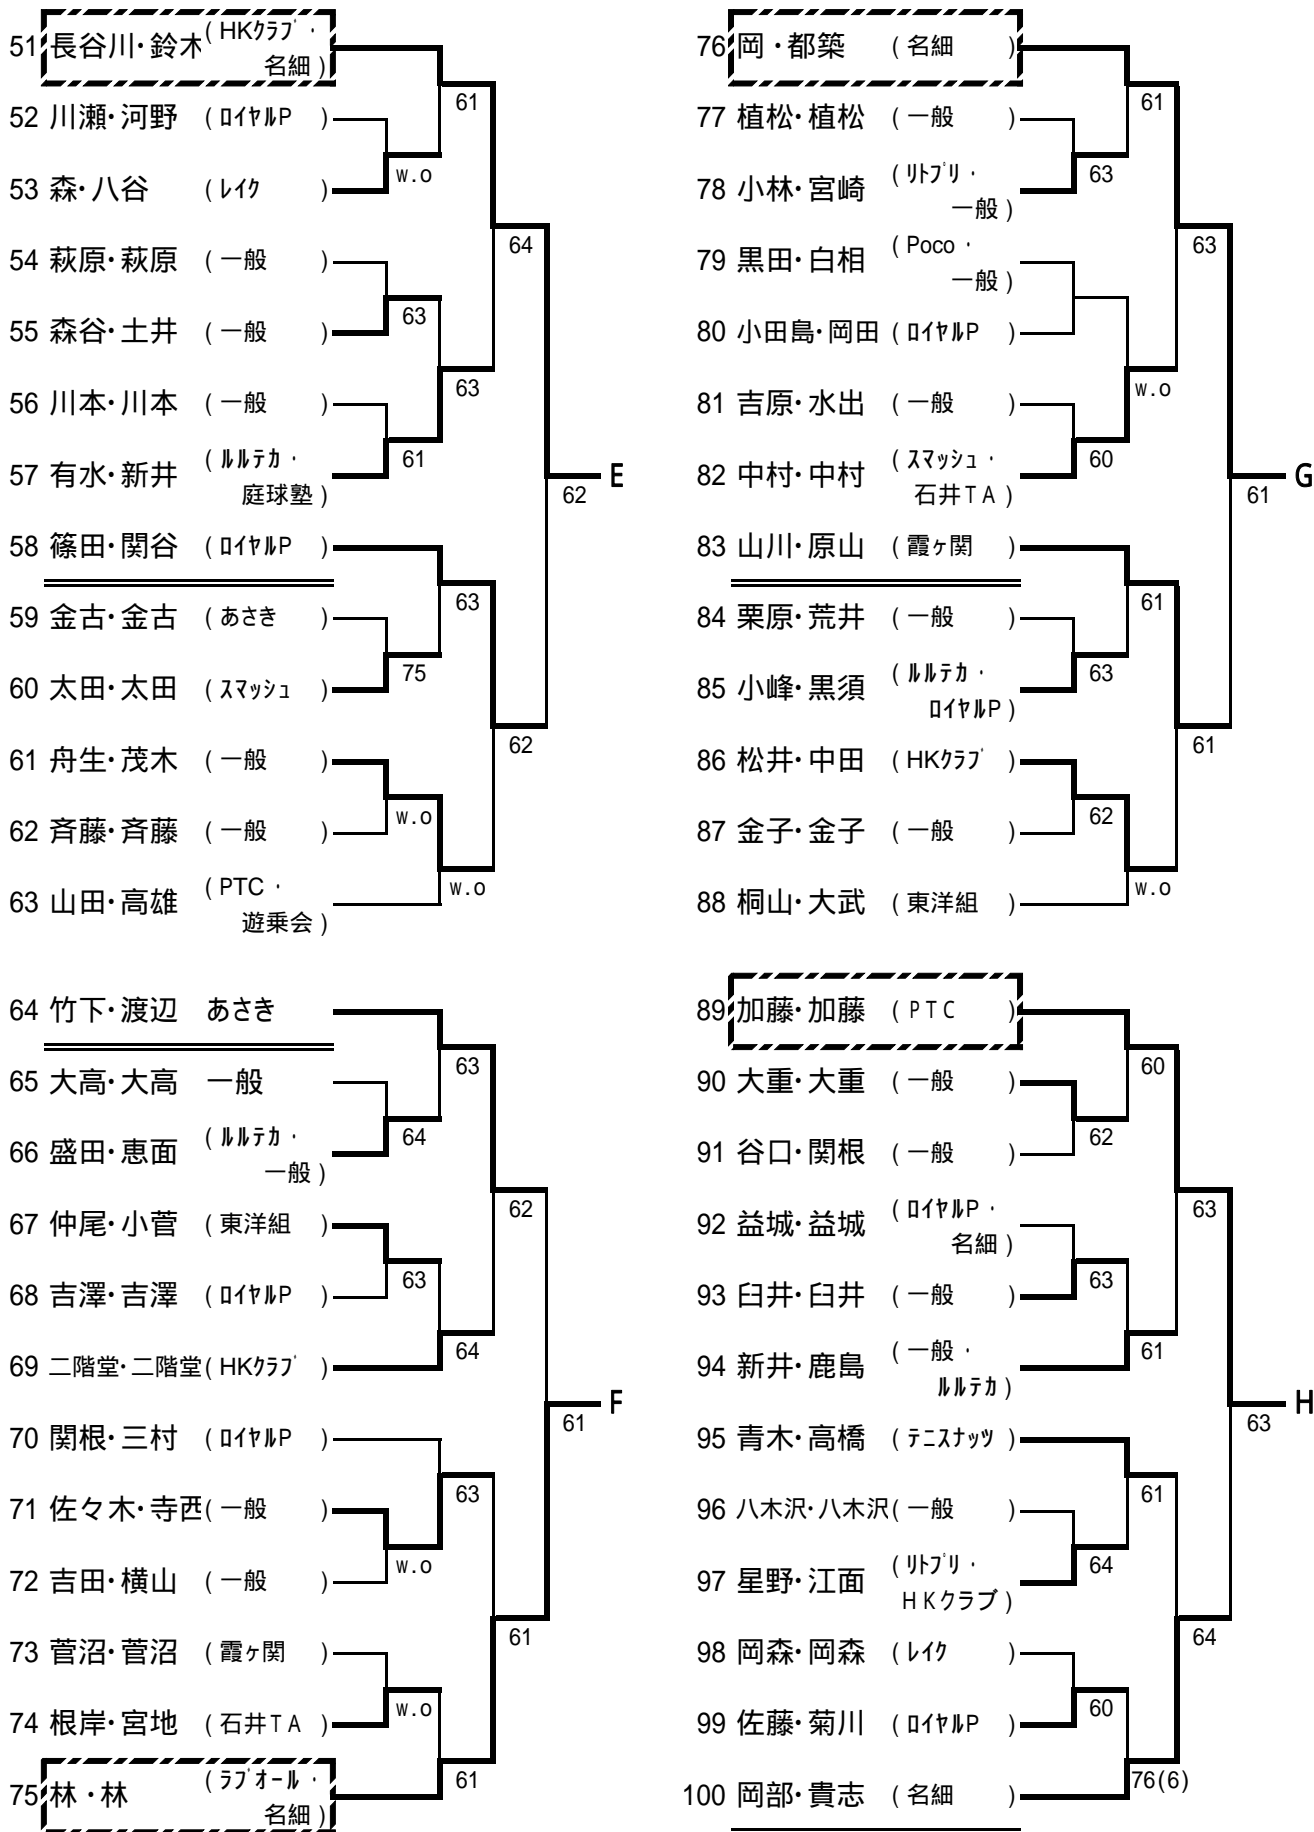 51 長谷川・鈴木 (HKクラブ・
名細)
61
52 川瀬・河野 (ロイヤルP)
w.o
53 森・八谷 (レイク)
64
54 萩原・萩原 (一般)
63
55 森谷・土井 (一般)
63
56 川本・川本 (一般)
61
57 有水・新井 (ルルテカ・
庭球塾)
62 E
58 篠田・関谷 (ロイヤルP)
63
59 金古・金古 (あさき)
75
60 太田・太田 (スマッシュ)
62
61 舟生・茂木 (一般)
w.o
62 斉藤・斉藤 (一般)
w.o
63 山田・高雄 (PTC・
遊乗会)
64 竹下・渡辺 あさき
63
65 大高・大高 一般
64
66 盛田・恵面 (ルルテカ・
一般)
62
67 仲尾・小菅 (東洋組)
63
68 吉澤・吉澤 (ロイヤルP)
64
69 二階堂・二階堂 (HKクラブ)
61 F
70 関根・三村 (ロイヤルP)
63
71 佐々木・寺西 (一般)
w.o
72 吉田・横山 (一般)
61
73 菅沼・菅沼 (霞ヶ関)
w.o
74 根岸・宮地 (石井TA)
61
75 林・林 (ラブオール・
名細)
76 岡・都築 (名細)
61
77 植松・植松 (一般)
63
78 小林・宮崎 (リトプリ・
一般)
63
79 黒田・白相 (Poco・
一般)
80 小田島・岡田 (ロイヤルP)
w.o
81 吉原・水出 (一般)
60
82 中村・中村 (スマッシュ・
石井TA)
61 G
83 山川・原山 (霞ヶ関)
61
84 栗原・荒井 (一般)
63
85 小峰・黒須 (ルルテカ・
ロイヤルP)
61
86 松井・中田 (HKクラブ)
62
87 金子・金子 (一般)
w.o
88 桐山・大武 (東洋組)
89 加藤・加藤 (PTC)
60
90 大重・大重 (一般)
62
91 谷口・関根 (一般)
63
92 益城・益城 (ロイヤルP・
名細)
63
93 臼井・臼井 (一般)
61
94 新井・鹿島 (一般・
ルルテカ)
63 H
95 青木・高橋 (テニスナッツ)
61
96 八木沢・八木沢 (一般)
64
97 星野・江面 (リトプリ・
HKクラブ)
64
98 岡森・岡森 (レイク)
60
99 佐藤・菊川 (ロイヤルP)
76(6)
100 岡部・貴志 (名細)